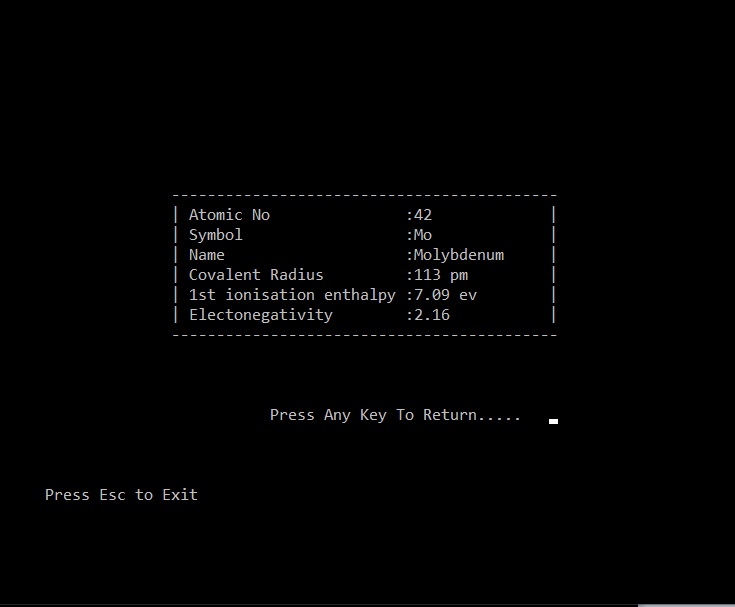 -------------------------------------------
| Atomic No               :42             |
| Symbol                  :Mo             |
| Name                    :Molybdenum     |
| Covalent Radius         :113 pm         |
| 1st ionisation enthalpy :7.09 ev        |
| Electonegativity        :2.16           |
-------------------------------------------
Press Any Key To Return.....
Press Esc to Exit